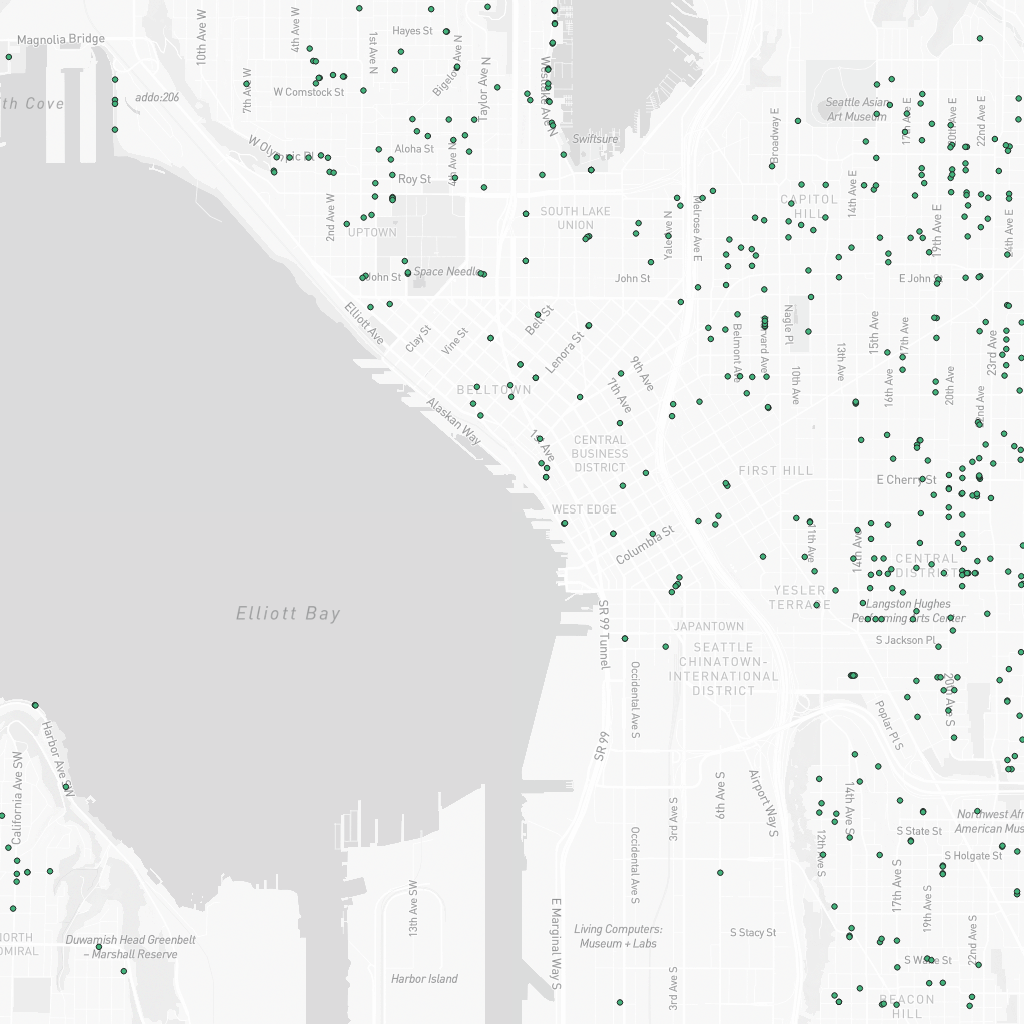 Magnolia Bridge
10th Ave W
4th Ave W
1st Ave N
Hayes St
Bigelow Ave N
Taylor Ave N
Westlake Ave N
7th Ave W
W Comstock St
addo:206
th Cove
W Olympic Pl
Aloha St
4th Ave N
Roy St
2nd Ave W
UPTOWN
Swiftsure
Broadway E
Seattle Asian
Art Museum
17th Ave E
20th Ave E
22nd Ave E
14th Ave E
CAPITOL
HILL
19th Ave E
24th Ave E
SOUTH LAKE
UNION
Yale Ave N
Melrose Ave E
John St
Space Needle
John St
E John St
Elliott Ave
Clay St
Vine St
Belt St
Lenora St
9th Ave
7th Ave
Belmont Ave
Harvard Ave
Nagle Pl
10th Ave
13th Ave
15th Ave
17th Ave
16th Ave
20th Ave
23rd Ave
22nd Ave
BELLTOWN
Alaskan Way
1st Ave
CENTRAL
BUSINESS
DISTRICT
FIRST HILL
E Cherry St
WEST EDGE
Columbia St
11th Ave
14th Ave
CENTRAL
DISTRICT
YESLER
TERRACE
Langston Hughes
Performing Arts Center
S Jackson Pl
Elliott Bay
SR 99 Tunnel
JAPANTOWN
SEATTLE
CHINATOWN-
INTERNATIONAL
DISTRICT
Occidental Ave S
20th Ave S
Poplar Pl S
SR 99
Harbor Ave SW
California Ave SW
3rd Ave S
6th Ave S
Airport Way S
12th Ave S
14th Ave S
Northwest Afri
American Mus
S State St
S Holgate St
Occidental Ave S
17th Ave S
19th Ave S
22nd Ave S
13th Ave SW
E Marginal Way S
Living Computers:
Museum + Labs
S Stacy St
NORTH
DMIRAL
Duwamish Head Greenbelt
– Marshall Reserve
Harbor Island
3rd Ave S
S Waite St
BEACON
HILL